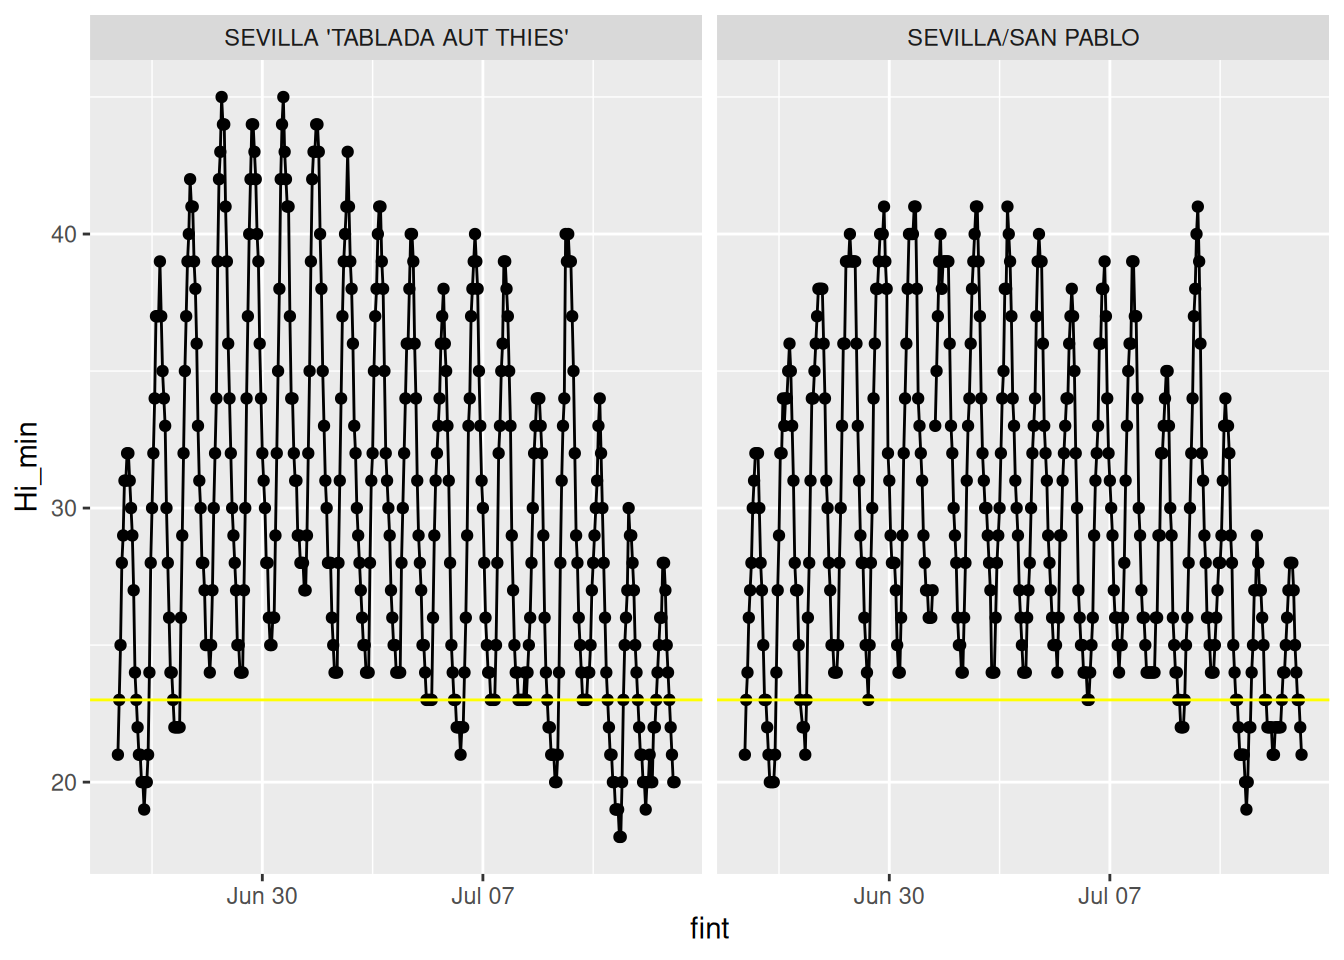 SEVILLA 'TABLADA AUT THIES'
SEVILLA/SAN PABLO
Hi_min
40
30
20
Jun 30
Jul 07
Jun 30
Jul 07
fint